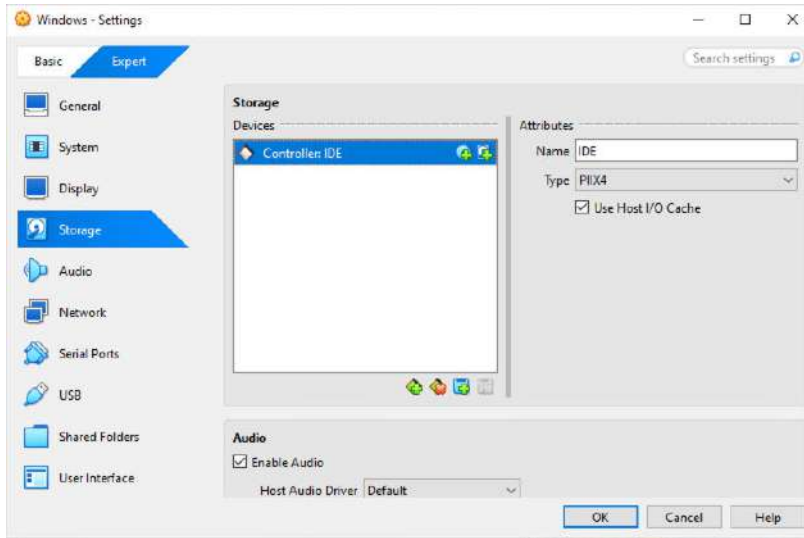 Windows - Settings
Basic
Expert
Search settings
General
System
Display
Storage
Audio
Network
Serial Ports
USB
Shared Folders
User Interface
Storage
Devices
Controller: IDE
Attributes
Name IDE
Type PIIX4
Use Host I/O Cache
Audio
Enable Audio
Host Audio Driver Default
OK
Cancel
Help